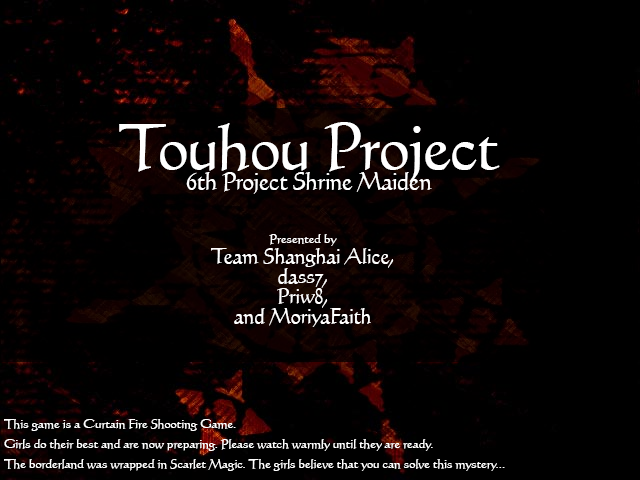 Touhou Project
6th Project Shrine Maiden
Presented by
Team Shanghai Alice,
dass7,
Priw8,
and MoriyaFaith
This game is a Curtain Fire Shooting Game.
Girls do their best and are now preparing. Please watch warmly until they are ready.
The borderland was wrapped in Scarlet Magic. The girls believe that you can solve this mystery...